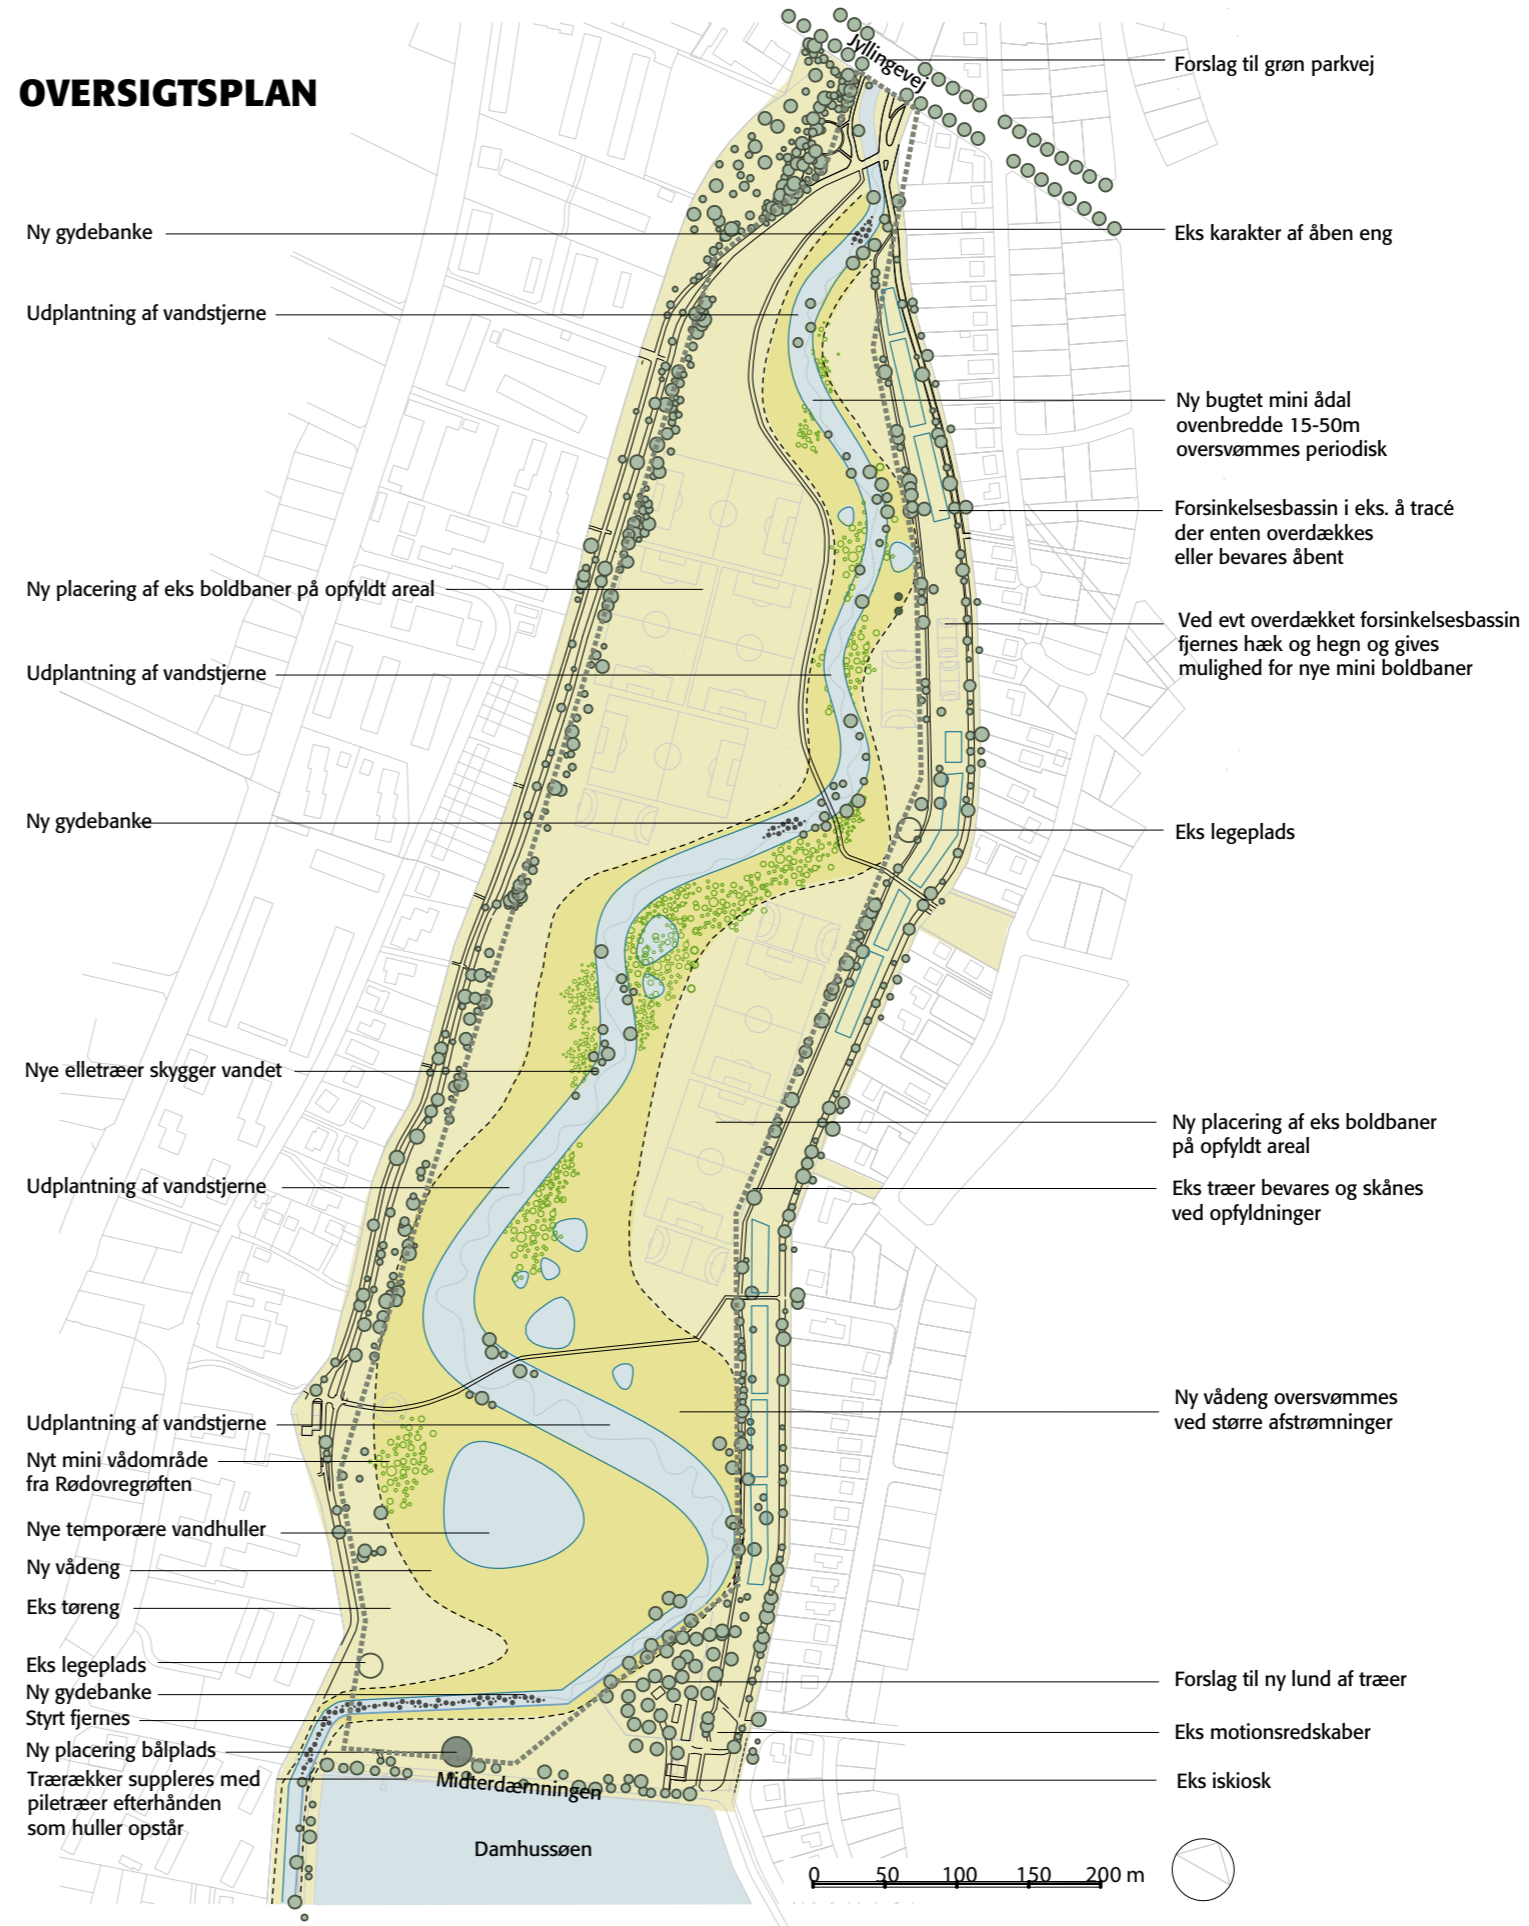 OVERSIGTSPLAN
Jyllingevej
Forslag til grøn parkvej
Ny gydebanke
Eks karakter af åben eng
Udplantning af vandstjerne
Ny bugtet mini ådal
ovenbredde 15-50m
oversvømmes periodisk
Forsinkelsesbassin i eks. å tracé
der enten overdækkes
eller bevares åbent
Ny placering af eks boldbaner på opfyldt areal
Ved evt overdækket forsinkelsesbassin
fjernes hæk og hegn og gives
mulighed for nye mini boldbaner
Udplantning af vandstjerne
Ny gydebanke
Eks legeplads
Nye elletræer skygger vandet
Ny placering af eks boldbaner
på opfyldt areal
Udplantning af vandstjerne
Eks træer bevares og skånes
ved opfyldninger
Ny vådeng oversvømmes
ved større afstrømninger
Udplantning af vandstjerne
Nyt mini vådområde
fra Rødovregrøften
Nye temporære vandhuller
Ny vådeng
Eks tøreng
Eks legeplads
Forslag til ny lund af træer
Ny gydebanke
Styrt fjernes
Eks motionsredskaber
Ny placering bålplads
Trærækker suppleres med
piletræer efterhånden
som huller opstår
Midterdæmningen
Eks iskiosk
Damhussøen
0 50 100 150 200 m